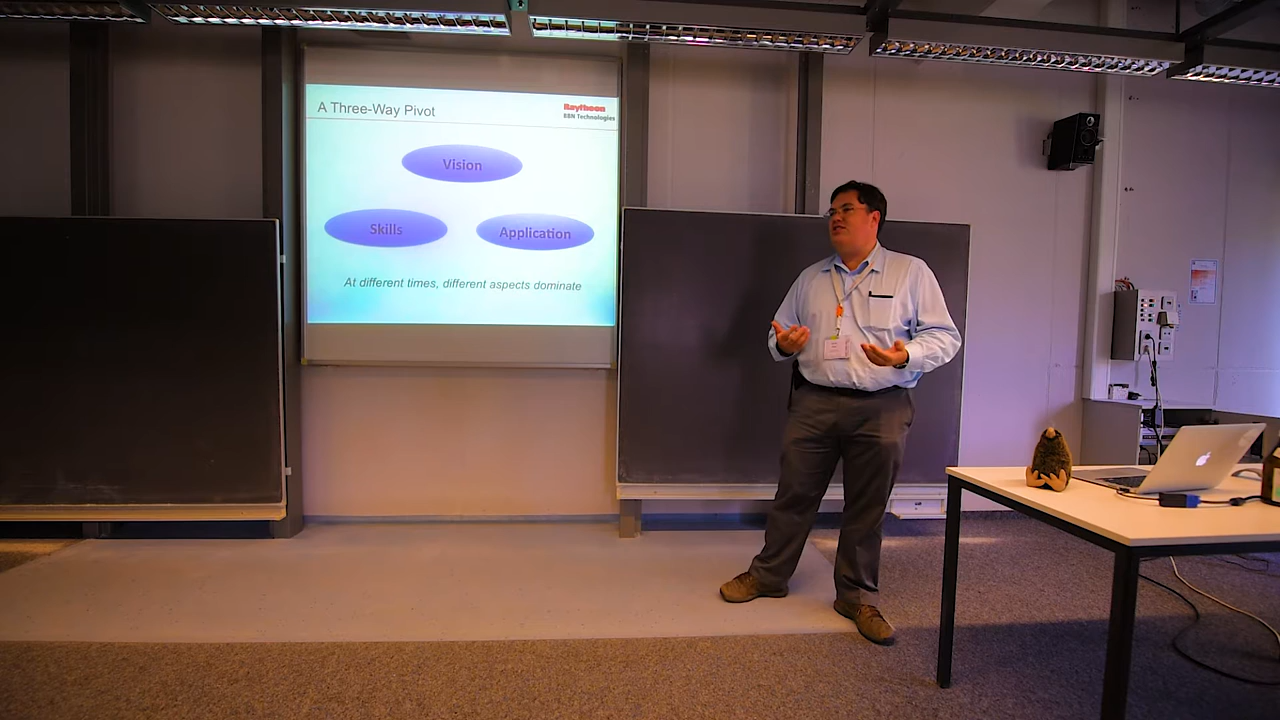 A Three-Way Pivot
Raytheon
BBN Technologies
Vision
Skills
Application
At different times, different aspects dominate